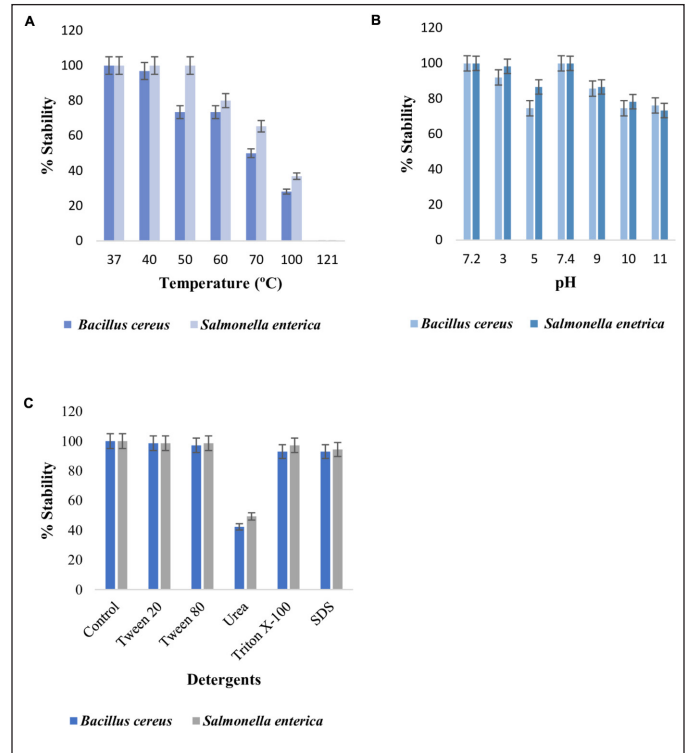 A
120
100
80
60
40
20
0
% Stability
37 40 50 60 70 100 121
Temperature (ºC)
Bacillus cereus Salmonella enterica
B
120
100
80
60
40
20
0
% Stability
7.2 3 5 7.4 9 10 11
pH
Bacillus cereus Salmonella enetrica
C
120
100
80
60
40
20
0
% Stability
Control Tween 20 Tween 80 Urea Triton X-100 SDS
Detergents
Bacillus cereus Salmonella enterica